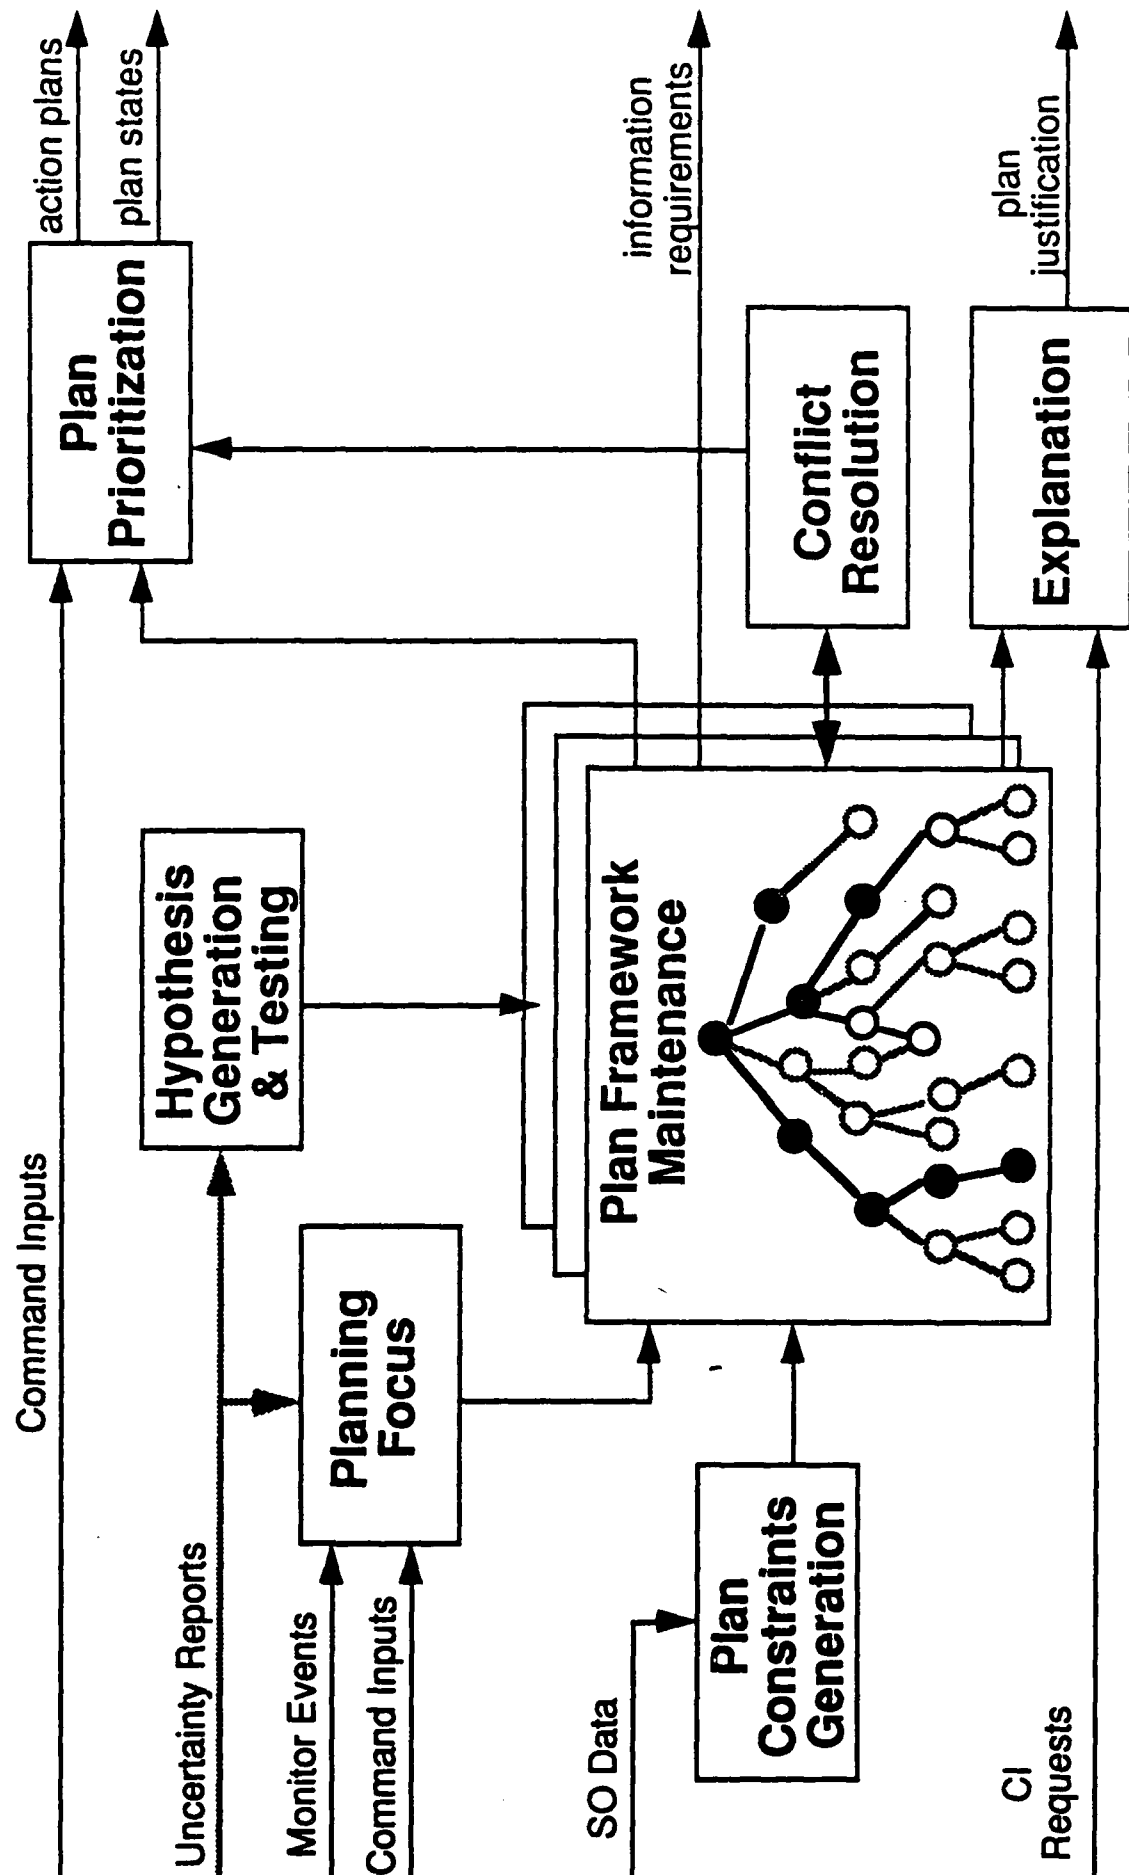 Command Inputs
Uncertainty Reports
Monitor Events
Command Inputs
SO Data
CI
Requests
Planning
Focus
Plan
Constraints
Generation
Hypothesis
Generation
& Testing
Plan Framework
Maintenance
Plan
Prioritization
Conflict
Resolution
Explanation
action plans
plan states
information
requirements
plan
justification